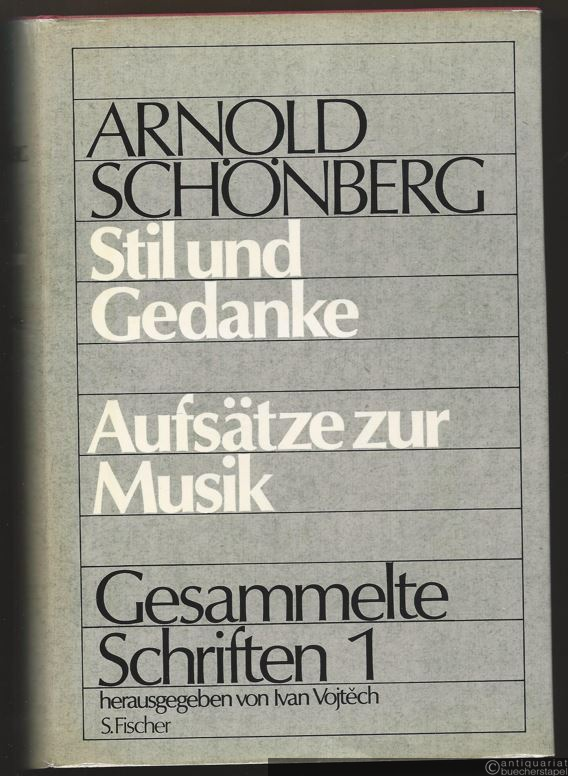 ARNOLD
SCHÖNBERG
Stil und
Gedanke
Aufsätze zur
Musik
Gesammelte
Schriften 1
herausgegeben von Ivan Vojtěch
S. Fischer
©antiquariat
buecherstapel